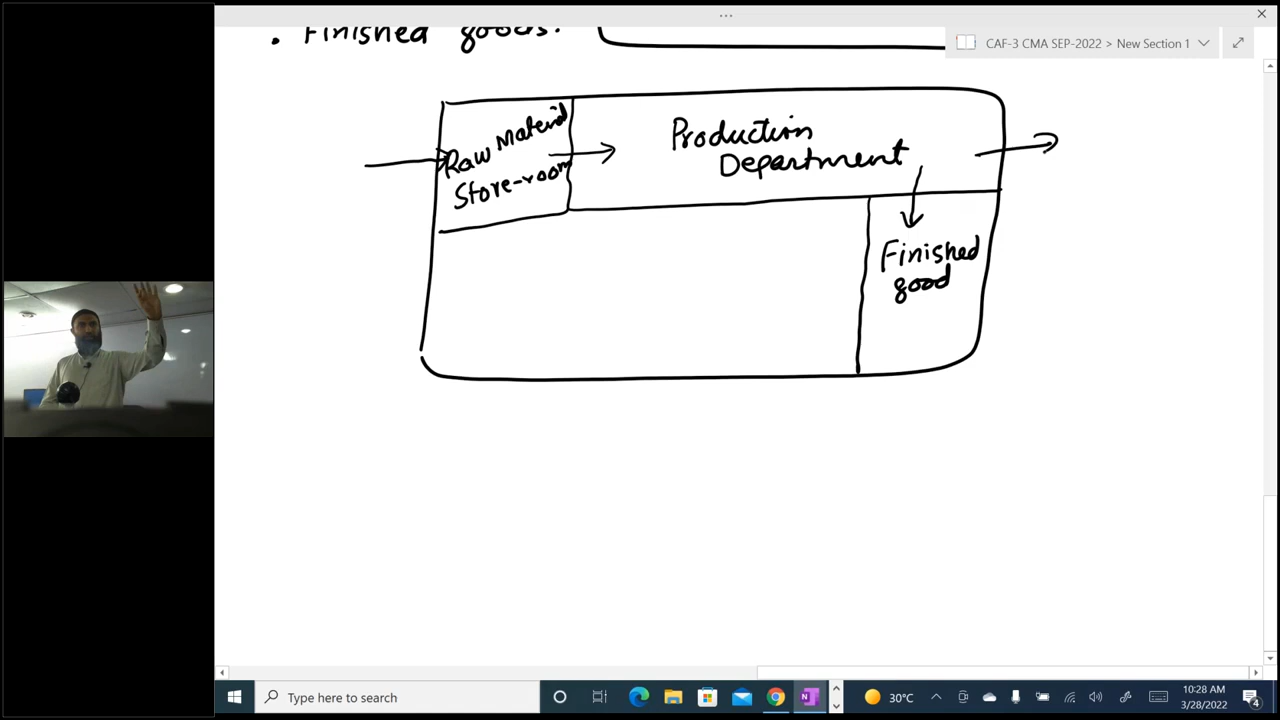 ...
. Finished goods.
CAF-3 CMA SEP-2022 > New Section 1
Raw Material
Store-room
Production
Department
Finished
good
Type here to search
30°C
10:28 AM
3/28/2022
4